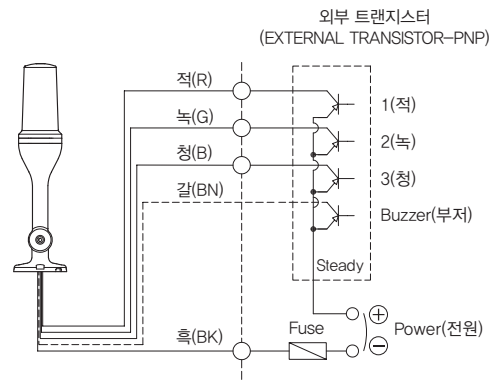 외부 트랜지스터
(EXTERNAL TRANSISTOR-PNP)
적(R)
1(적)
녹(G)
2(녹)
청(B)
3(청)
갈(BN)
Buzzer(부저)
Steady
흑(BK)
Fuse
+
Power(전원)
-